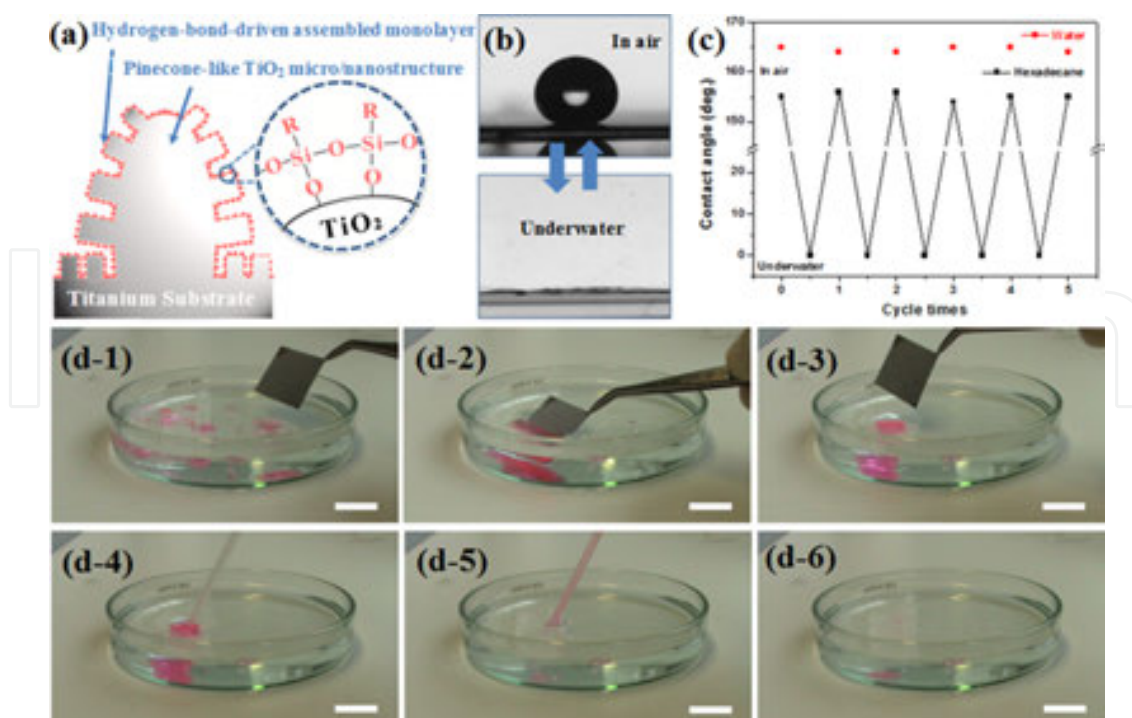 (a)
Hydrogen-bond-driven assembled monolayer
Pinecone-like TiO₂ micro/nanostructure
R
R
O
Si
O
Si
O
O
O
TiO₂
Titanium Substrate
(b)
In air
Underwater
(c)
Water
Hexadecane
In air
Underwater
Contact angle (deg.)
170
160
150
20
10
0
0 1 2 3 4 5
Cycle times
(d-1)
(d-2)
(d-3)
(d-4)
(d-5)
(d-6)